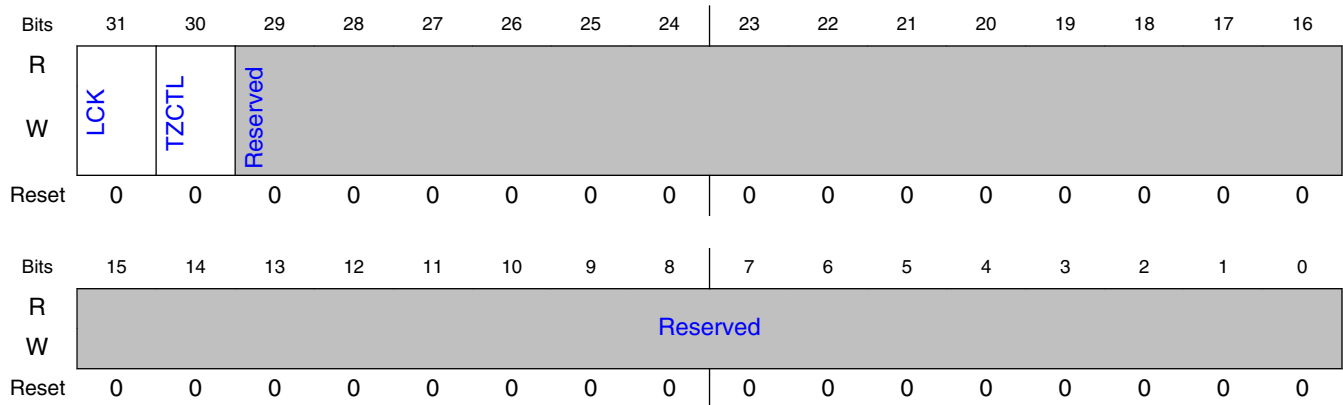 Bits 31 30 29 28 27 26 25 24 23 22 21 20 19 18 17 16
R
LCK TZCTL Reserved
W
Reset 0 0 0 0 0 0 0 0 0 0 0 0 0 0 0 0
Bits 15 14 13 12 11 10 9 8 7 6 5 4 3 2 1 0
R
Reserved
W
Reset 0 0 0 0 0 0 0 0 0 0 0 0 0 0 0 0